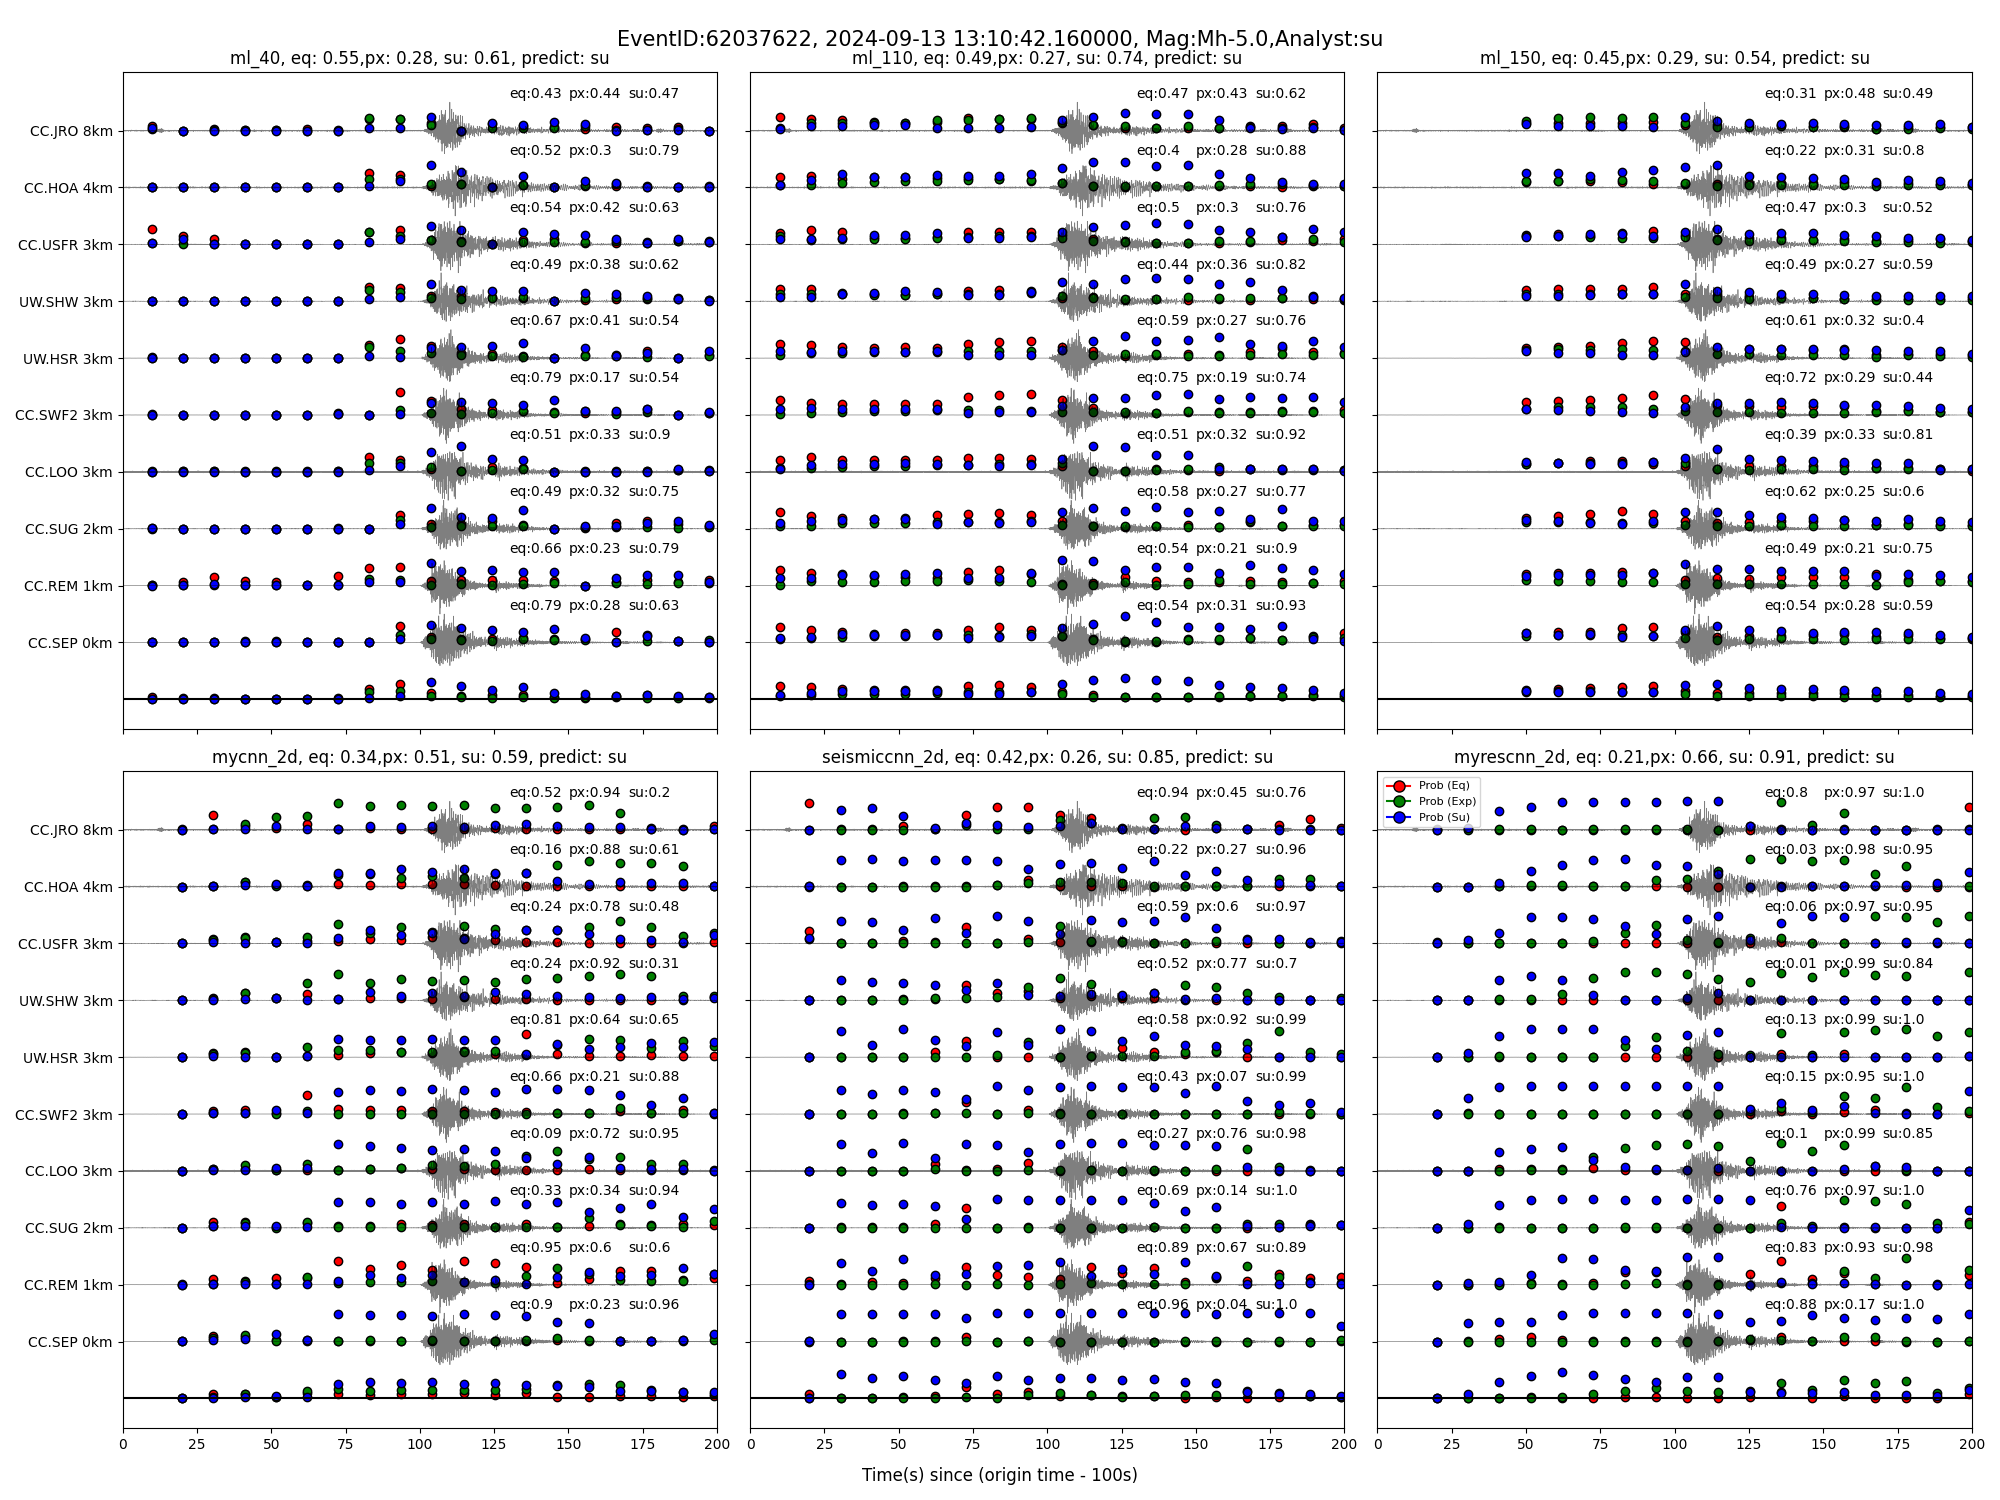 EventID:62037622, 2024-09-13 13:10:42.160000, Mag:Mh-5.0,Analyst:su
ml_40, eq: 0.55,px: 0.28, su: 0.61, predict: su
CC.JRO 8km
eq:0.43 px:0.44 su:0.47
CC.HOA 4km
eq:0.52 px:0.3 su:0.79
CC.USFR 3km
eq:0.54 px:0.42 su:0.63
UW.SHW 3km
eq:0.49 px:0.38 su:0.62
UW.HSR 3km
eq:0.67 px:0.41 su:0.54
CC.SWF2 3km
eq:0.79 px:0.17 su:0.54
CC.LOO 3km
eq:0.51 px:0.33 su:0.9
CC.SUG 2km
eq:0.49 px:0.32 su:0.75
CC.REM 1km
eq:0.66 px:0.23 su:0.79
CC.SEP 0km
eq:0.79 px:0.28 su:0.63
ml_110, eq: 0.49,px: 0.27, su: 0.74, predict: su
eq:0.47 px:0.43 su:0.62
eq:0.4 px:0.28 su:0.88
eq:0.5 px:0.3 su:0.76
eq:0.44 px:0.36 su:0.82
eq:0.59 px:0.27 su:0.76
eq:0.75 px:0.19 su:0.74
eq:0.51 px:0.32 su:0.92
eq:0.58 px:0.27 su:0.77
eq:0.54 px:0.21 su:0.9
eq:0.54 px:0.31 su:0.93
ml_150, eq: 0.45,px: 0.29, su: 0.54, predict: su
eq:0.31 px:0.48 su:0.49
eq:0.22 px:0.31 su:0.8
eq:0.47 px:0.3 su:0.52
eq:0.49 px:0.27 su:0.59
eq:0.61 px:0.32 su:0.4
eq:0.72 px:0.29 su:0.44
eq:0.39 px:0.33 su:0.81
eq:0.62 px:0.25 su:0.6
eq:0.49 px:0.21 su:0.75
eq:0.54 px:0.28 su:0.59
mycnn_2d, eq: 0.34,px: 0.51, su: 0.59, predict: su
CC.JRO 8km
eq:0.52 px:0.94 su:0.2
CC.HOA 4km
eq:0.16 px:0.88 su:0.61
CC.USFR 3km
eq:0.24 px:0.78 su:0.48
UW.SHW 3km
eq:0.24 px:0.92 su:0.31
UW.HSR 3km
eq:0.81 px:0.64 su:0.65
CC.SWF2 3km
eq:0.66 px:0.21 su:0.88
CC.LOO 3km
eq:0.09 px:0.72 su:0.95
CC.SUG 2km
eq:0.33 px:0.34 su:0.94
CC.REM 1km
eq:0.95 px:0.6 su:0.6
CC.SEP 0km
eq:0.9 px:0.23 su:0.96
0 25 50 75 100 125 150 175 200
seismiccnn_2d, eq: 0.42,px: 0.26, su: 0.85, predict: su
eq:0.94 px:0.45 su:0.76
eq:0.22 px:0.27 su:0.96
eq:0.59 px:0.6 su:0.97
eq:0.52 px:0.77 su:0.7
eq:0.58 px:0.92 su:0.99
eq:0.43 px:0.07 su:0.99
eq:0.27 px:0.76 su:0.98
eq:0.69 px:0.14 su:1.0
eq:0.89 px:0.67 su:0.89
eq:0.96 px:0.04 su:1.0
0 25 50 75 100 125 150 175 200
myrescnn_2d, eq: 0.21,px: 0.66, su: 0.91, predict: su
Prob (Eq)
Prob (Exp)
Prob (Su)
eq:0.8 px:0.97 su:1.0
eq:0.03 px:0.98 su:0.95
eq:0.06 px:0.97 su:0.95
eq:0.01 px:0.99 su:0.84
eq:0.13 px:0.99 su:1.0
eq:0.15 px:0.95 su:1.0
eq:0.1 px:0.99 su:0.85
eq:0.76 px:0.97 su:1.0
eq:0.83 px:0.93 su:0.98
eq:0.88 px:0.17 su:1.0
0 25 50 75 100 125 150 175 200
Time(s) since (origin time - 100s)